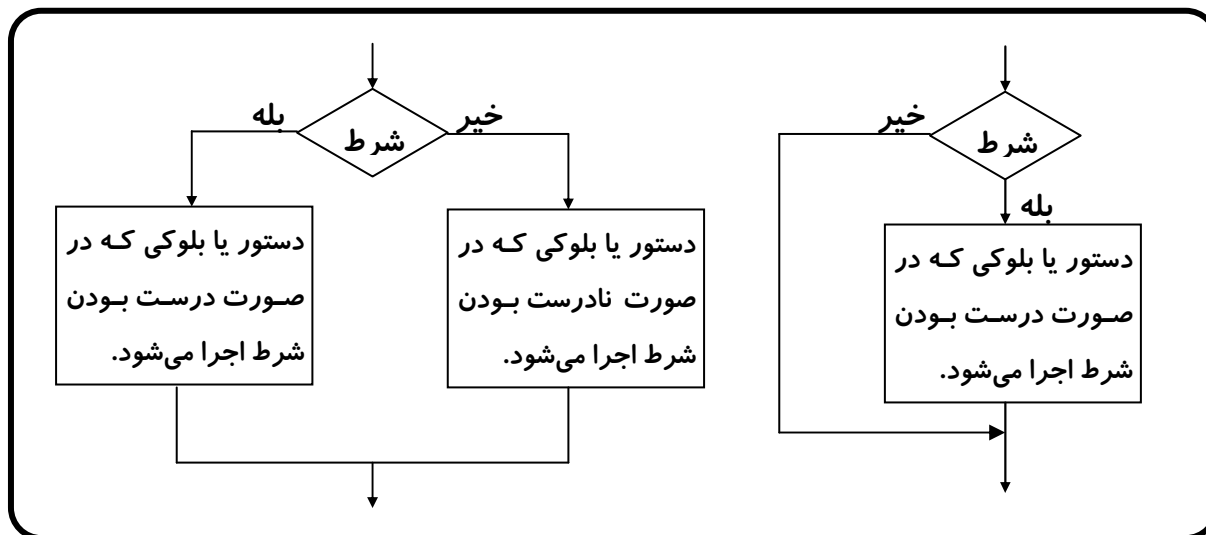 خیر
شرط
بله
دستور یا بلوکی که در
صورت درست بودن
شرط اجرا می‌شود.
خیر
شرط
بله
دستور یا بلوکی که در
صورت نادرست بودن
شرط اجرا می‌شود.
دستور یا بلوکی که در
صورت درست بودن
شرط اجرا می‌شود.